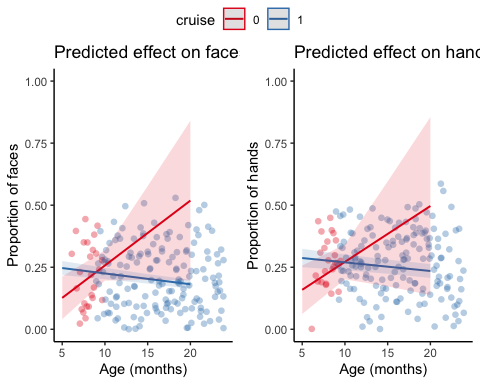 cruise 0 1
Predicted effect on face
Predicted effect on hand
Proportion of faces
1.00
0.75
0.50
0.25
0.00
5 10 15 20
Age (months)
Proportion of hands
1.00
0.75
0.50
0.25
0.00
5 10 15 20
Age (months)